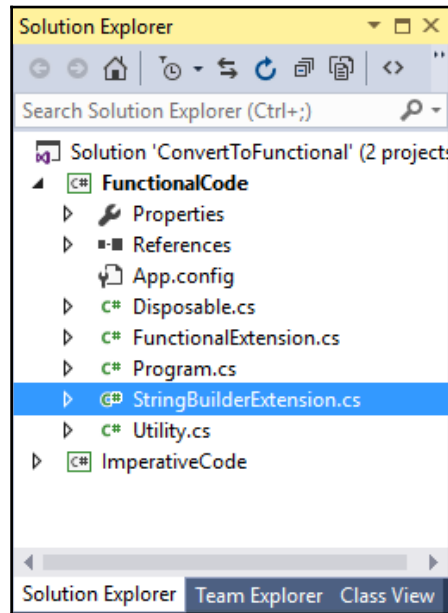 Solution Explorer
Search Solution Explorer (Ctrl+;)
Solution 'ConvertToFunctional' (2 projects
C# FunctionalCode
Properties
References
App.config
C# Disposable.cs
C# FunctionalExtension.cs
C# Program.cs
C# StringBuilderExtension.cs
C# Utility.cs
C# ImperativeCode
Solution Explorer Team Explorer Class View